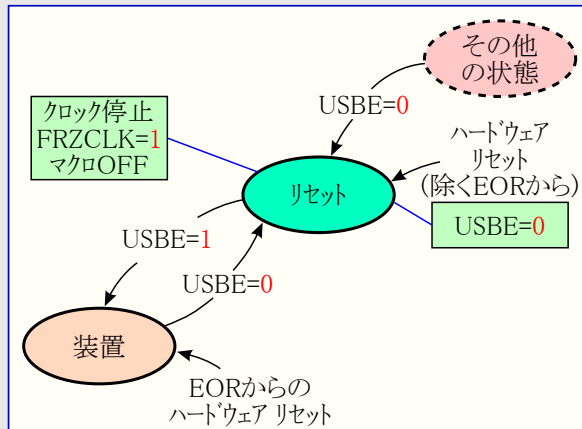 その他
の状態
USBE=0
クロック停止
FRZCLK=1
マクロOFF
ハードウェア
リセット
(除くEORから)
リセット
USBE=0
USBE=1
USBE=0
装置
EORからの
ハードウェア リセット